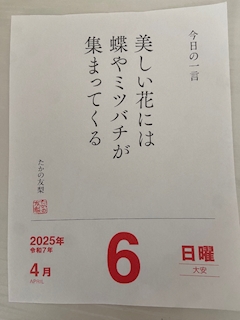 今日の一言
美しい花には
蝶やミツバチが
集まってくる
たかの友梨
2025年
令和7年
4月
APRIL
6
日曜
大安